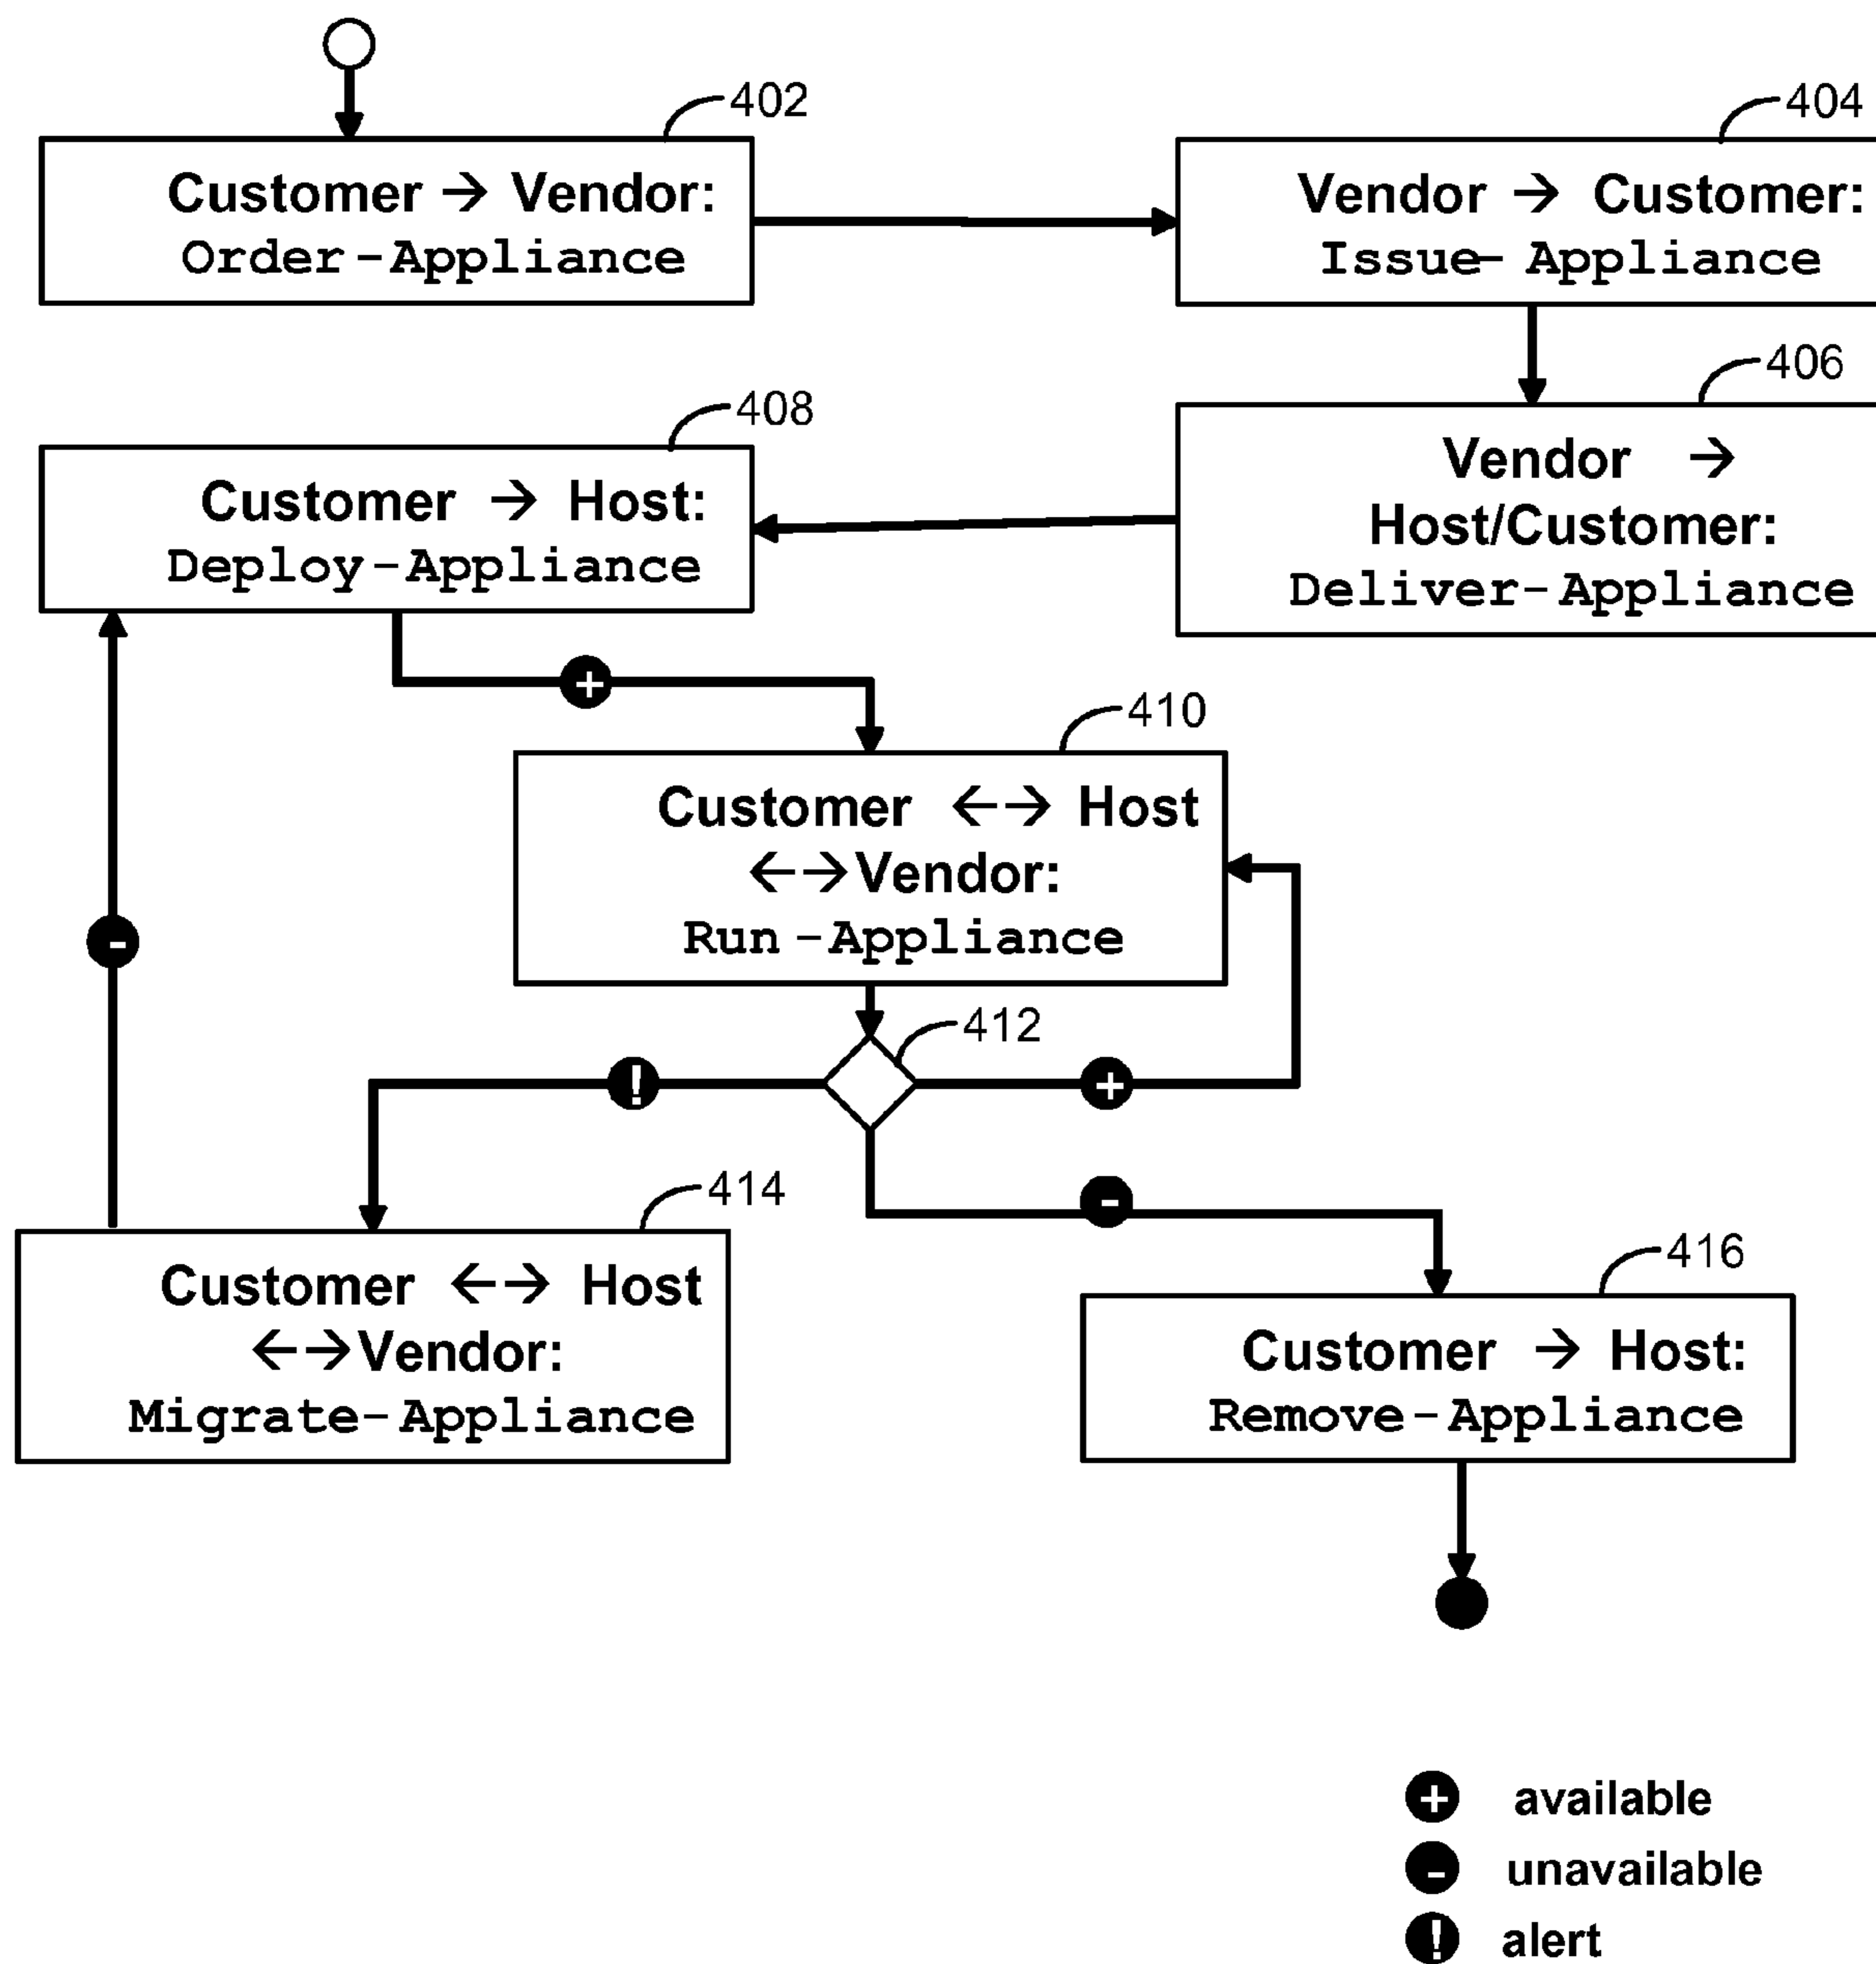 402
Customer → Vendor:
Order-Appliance
404
Vendor → Customer:
Issue- Appliance
406
Vendor →
Host/Customer:
Deliver-Appliance
408
Customer → Host:
Deploy-Appliance
+
410
Customer ←→ Host
←→Vendor:
Run-Appliance
-
412
!
+
-
414
Customer ←→ Host
←→Vendor:
Migrate-Appliance
416
Customer → Host:
Remove-Appliance
+ available
- unavailable
! alert